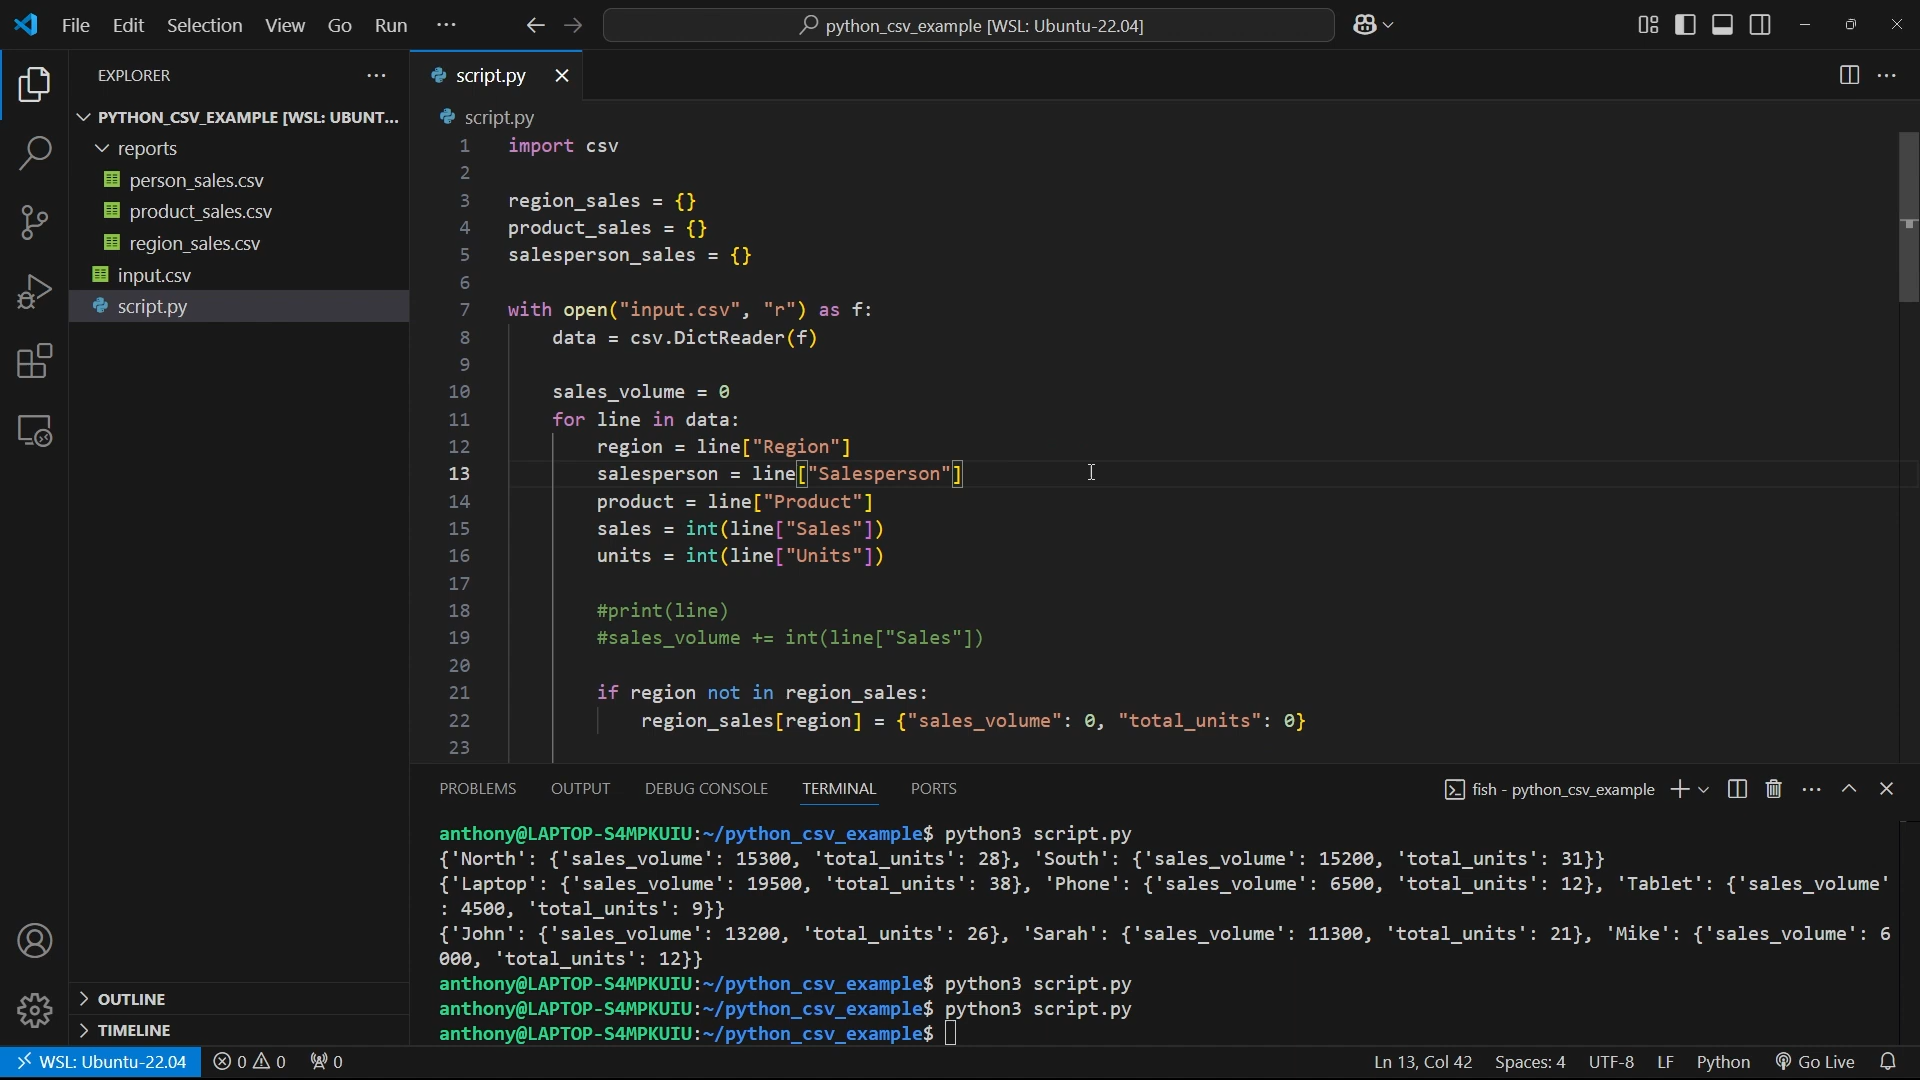 File Edit Selection View Go Run ··· python_csv_example [WSL: Ubuntu-22.04]
EXPLORER ···
PYTHON_CSV_EXAMPLE [WSL: UBUNT...
reports
person_sales.csv
product_sales.csv
region_sales.csv
input.csv
script.py
OUTLINE
TIMELINE
script.py
script.py
1 import csv
2
3 region_sales = {}
4 product_sales = {}
5 salesperson_sales = {}
6
7 with open("input.csv", "r") as f:
8 data = csv.DictReader(f)
9
10 sales_volume = 0
11 for line in data:
12 region = line["Region"]
13 salesperson = line["Salesperson"]
14 product = line["Product"]
15 sales = int(line["Sales"])
16 units = int(line["Units"])
17
18 #print(line)
19 #sales_volume += int(line["Sales"])
20
21 if region not in region_sales:
22 region_sales[region] = {"sales_volume": 0, "total_units": 0}
23
PROBLEMS OUTPUT DEBUG CONSOLE TERMINAL PORTS fish - python_csv_example
anthony@LAPTOP-S4MPKUIU:~/python_csv_example$ python3 script.py
{'North': {'sales_volume': 15300, 'total_units': 28}, 'South': {'sales_volume': 15200, 'total_units': 31}}
{'Laptop': {'sales_volume': 19500, 'total_units': 38}, 'Phone': {'sales_volume': 6500, 'total_units': 12}, 'Tablet': {'sales_volume'
: 4500, 'total_units': 9}}
{'John': {'sales_volume': 13200, 'total_units': 26}, 'Sarah': {'sales_volume': 11300, 'total_units': 21}, 'Mike': {'sales_volume': 6
000, 'total_units': 12}}
anthony@LAPTOP-S4MPKUIU:~/python_csv_example$ python3 script.py
anthony@LAPTOP-S4MPKUIU:~/python_csv_example$ python3 script.py
anthony@LAPTOP-S4MPKUIU:~/python_csv_example$
WSL: Ubuntu-22.04 0 0 0 Ln 13, Col 42 Spaces: 4 UTF-8 LF Python Go Live